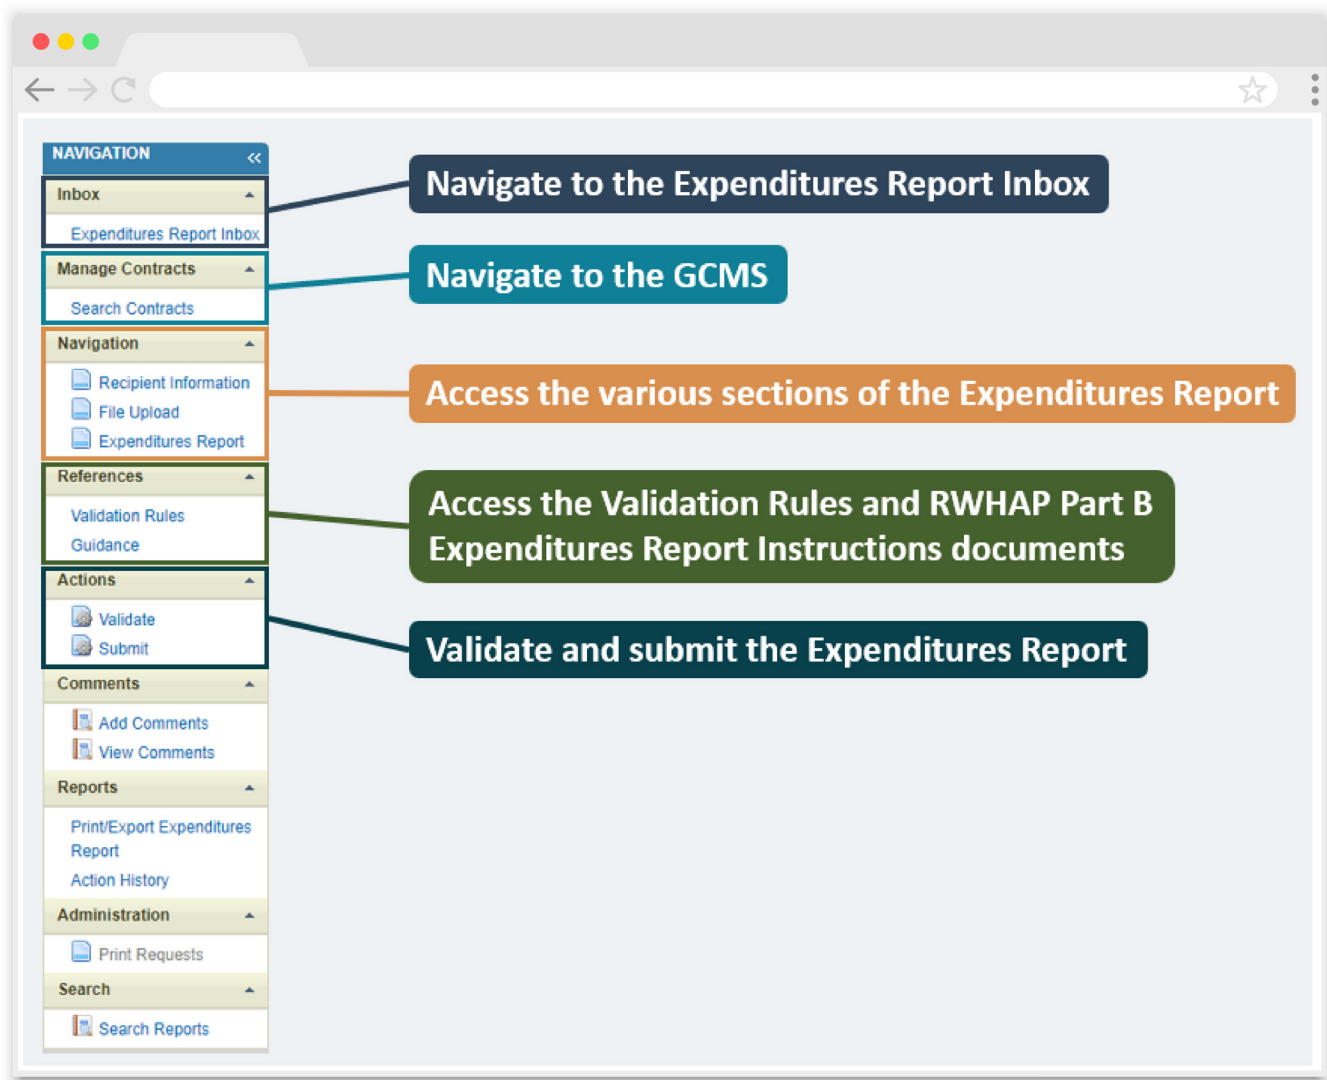 NAVIGATION
Inbox
Expenditures Report Inbox
Manage Contracts
Search Contracts
Navigation
Recipient Information
File Upload
Expenditures Report
References
Validation Rules
Guidance
Actions
Validate
Submit
Comments
Add Comments
View Comments
Reports
Print/Export Expenditures
Report
Action History
Administration
Print Requests
Search
Search Reports
Navigate to the Expenditures Report Inbox
Navigate to the GCMS
Access the various sections of the Expenditures Report
Access the Validation Rules and RWHAP Part B
Expenditures Report Instructions documents
Validate and submit the Expenditures Report